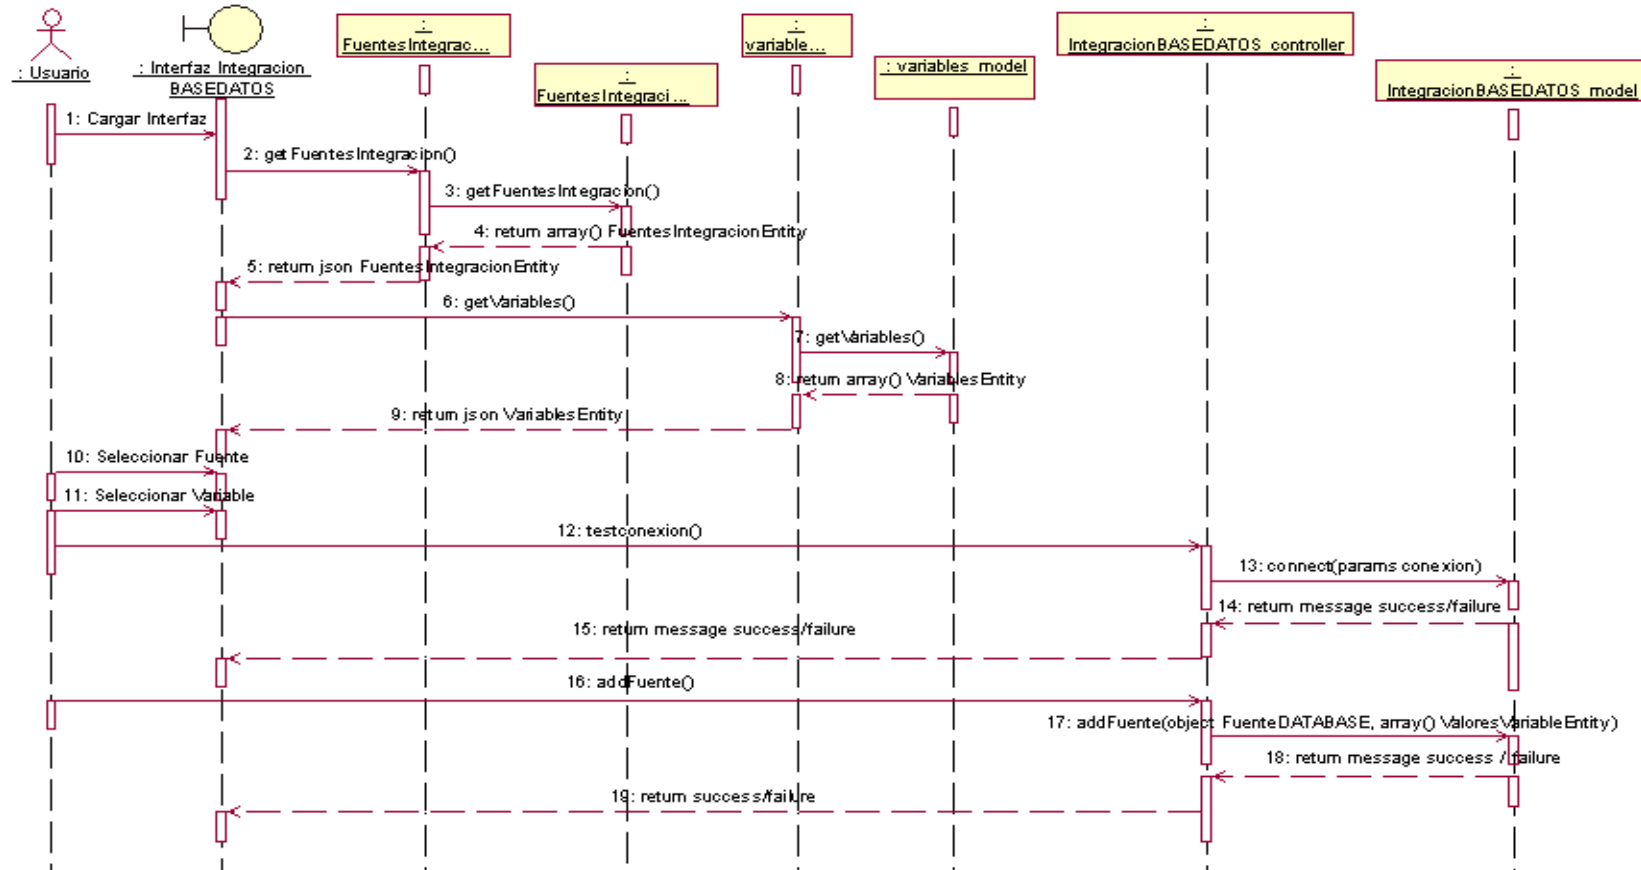 : Usuario
: Interfaz Integracion
BASEDATOS
:
FuentesIntegrac...
:
FuentesIntegraci...
:
variable...
: variables_model
:
IntegracionBASEDATOS_controller
:
IntegracionBASEDATOS_model
1: Cargar Interfaz
2: getFuentesIntegracion()
3: getFuentesIntegracion()
4: return array() FuentesIntegracionEntity
5: return json FuentesIntegracionEntity
6: getVariables()
7: getVariables()
8: return array() VariablesEntity
9: return json VariablesEntity
10: Seleccionar Fuente
11: Seleccionar Variable
12: testconexion()
13: connect(params conexion)
14: return message success/failure
15: return message success/failure
16: addFuente()
17: addFuente(object FuenteDATABASE, array() ValoresVariableEntity)
18: return message success / failure
19: return success/failure